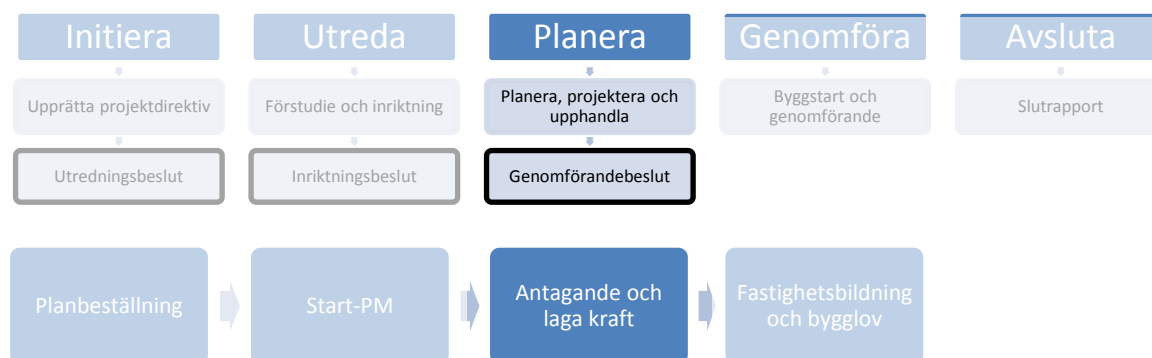 Initiera
Utreda
Planera
Genomföra
Avsluta
Upprätta projektdirektiv
Förstudie och inriktning
Planera, projektera och
upphandla
Byggstart och
genomförande
Slutrapport
Utredningsbeslut
Inriktningsbeslut
Genomförandebeslut
Planbeställning
Start-PM
Antagande och
laga kraft
Fastighetsbildning
och bygglov